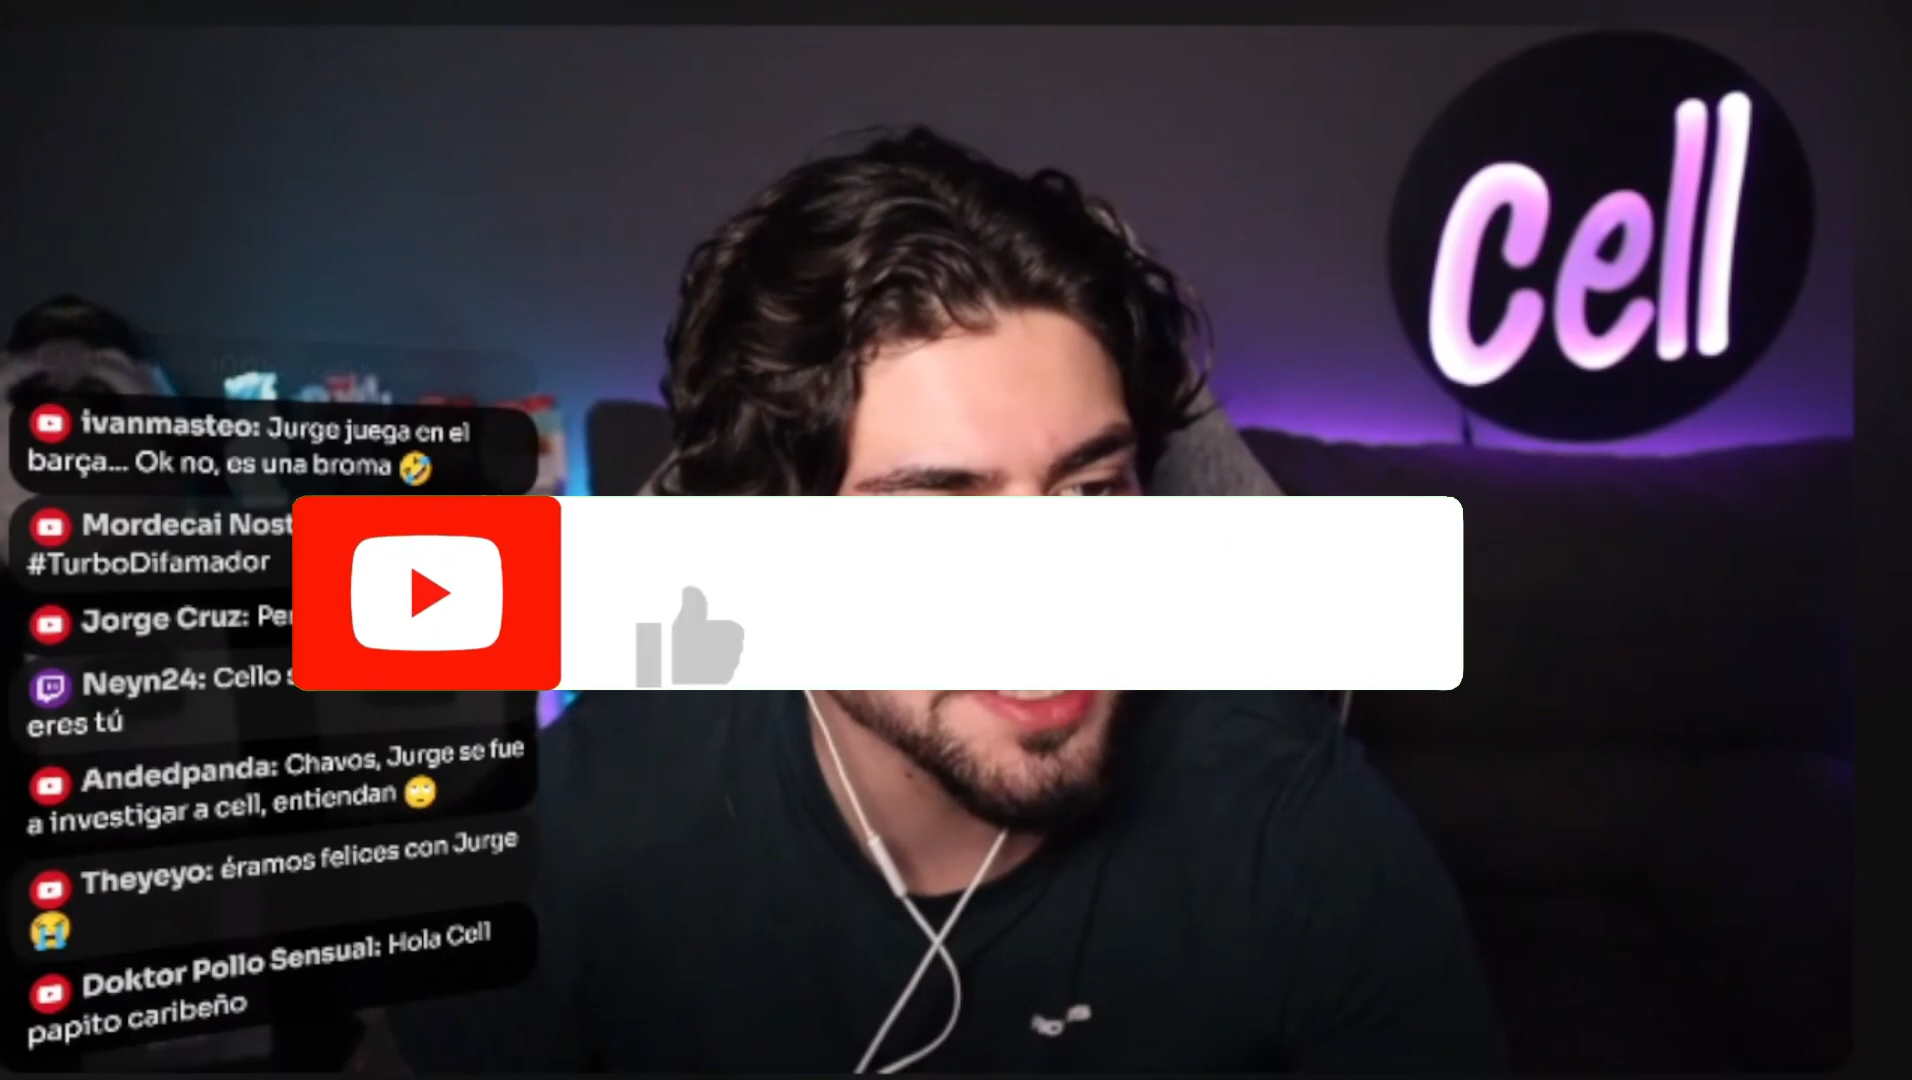 cell
ivanmasteo: Jurge juega en el
barça... Ok no, es una broma 🤣
Mordecai
#TurboDifamador
Jorge Cruz:
Neyn24: Cello
eres tú
Andedpanda: Chavos, Jurge se fue
a investigar a cell, entiendan 🙄
Theyeyo: éramos felices con Jurge
😭
Doktor Pollo Sensual: Hola Cell
papito caribeño